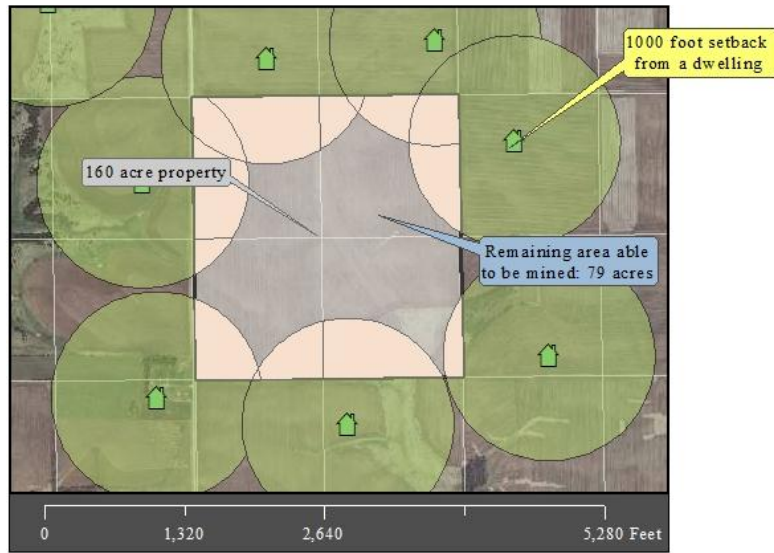 1000 foot setback
from a dwelling
160 acre property
Remaining area able
to be mined: 79 acres
0
1,320
2,640
5,280 Feet